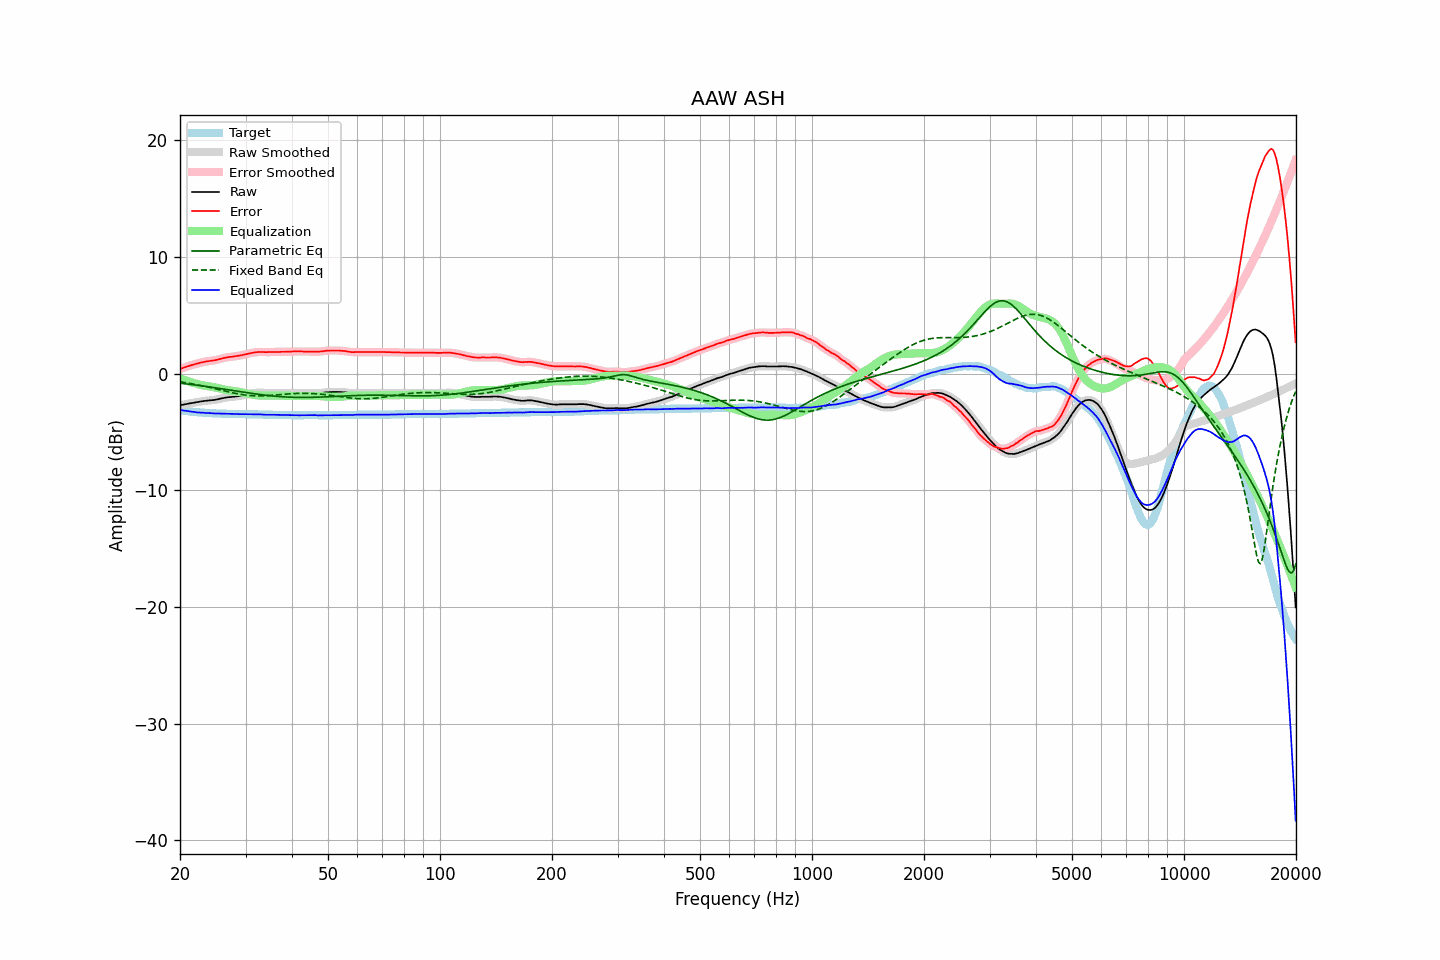 AAW ASH
Target
Raw Smoothed
Error Smoothed
Raw
Error
Equalization
Parametric Eq
Fixed Band Eq
Equalized
20
10
0
−10
−20
−30
−40
Amplitude (dBr)
20 50 100 200 500 1000 2000 5000 10000 20000
Frequency (Hz)